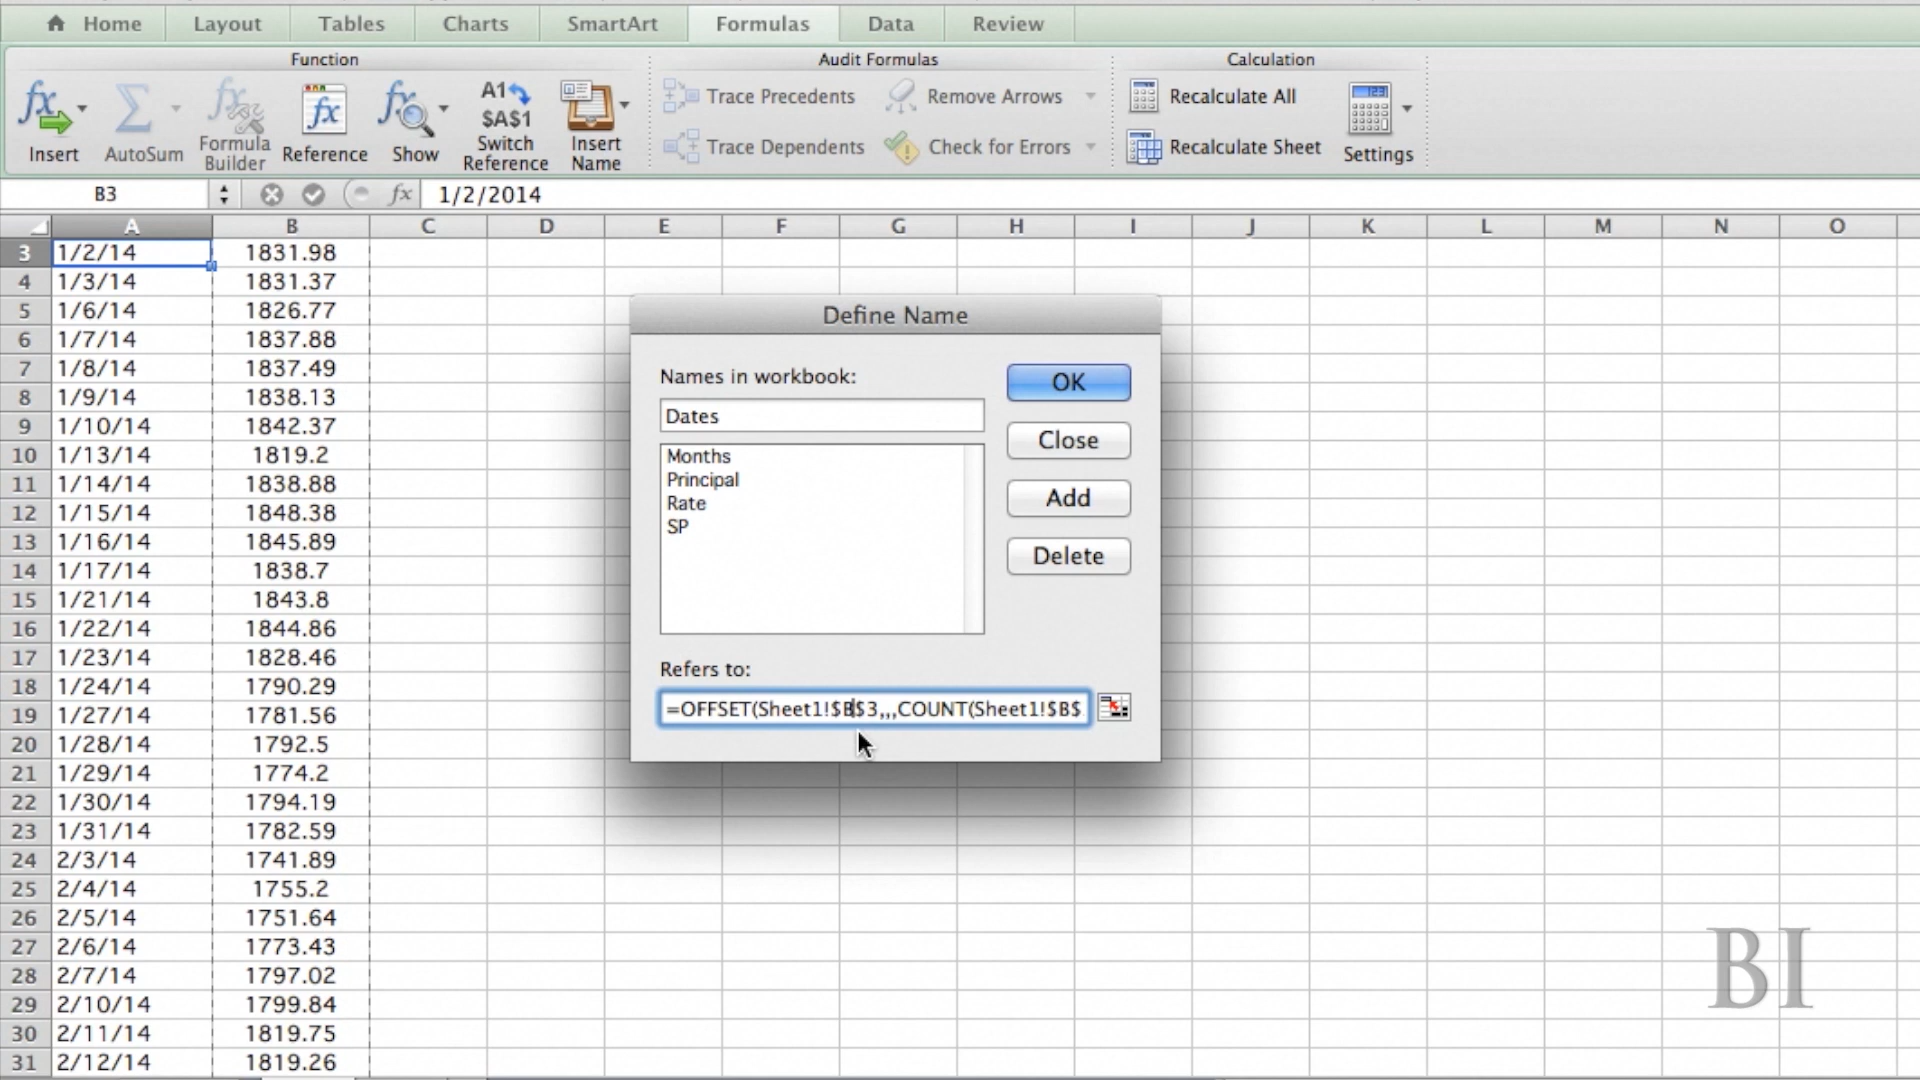 Home Layout Tables Charts SmartArt Formulas Data Review
Function Audit Formulas Calculation
Insert AutoSum Formula Builder Reference Show A1 $A$1 Switch Reference Insert Name Trace Precedents Remove Arrows Recalculate All Settings
Trace Dependents Check for Errors Recalculate Sheet
B3 fx 1/2/2014
A B C D E F G H I J K L M N O
3 1/2/14 1831.98
4 1/3/14 1831.37
5 1/6/14 1826.77
6 1/7/14 1837.88
7 1/8/14 1837.49
8 1/9/14 1838.13
9 1/10/14 1842.37
10 1/13/14 1819.2
11 1/14/14 1838.88
12 1/15/14 1848.38
13 1/16/14 1845.89
14 1/17/14 1838.7
15 1/21/14 1843.8
16 1/22/14 1844.86
17 1/23/14 1828.46
18 1/24/14 1790.29
19 1/27/14 1781.56
20 1/28/14 1792.5
21 1/29/14 1774.2
22 1/30/14 1794.19
23 1/31/14 1782.59
24 2/3/14 1741.89
25 2/4/14 1755.2
26 2/5/14 1751.64
27 2/6/14 1773.43
28 2/7/14 1797.02
29 2/10/14 1799.84
30 2/11/14 1819.75
31 2/12/14 1819.26
Define Name
Names in workbook:
Dates
Months
Principal
Rate
SP
OK
Close
Add
Delete
Refers to:
=OFFSET(Sheet1!$B$3,,,COUNT(Sheet1!$B$
BI